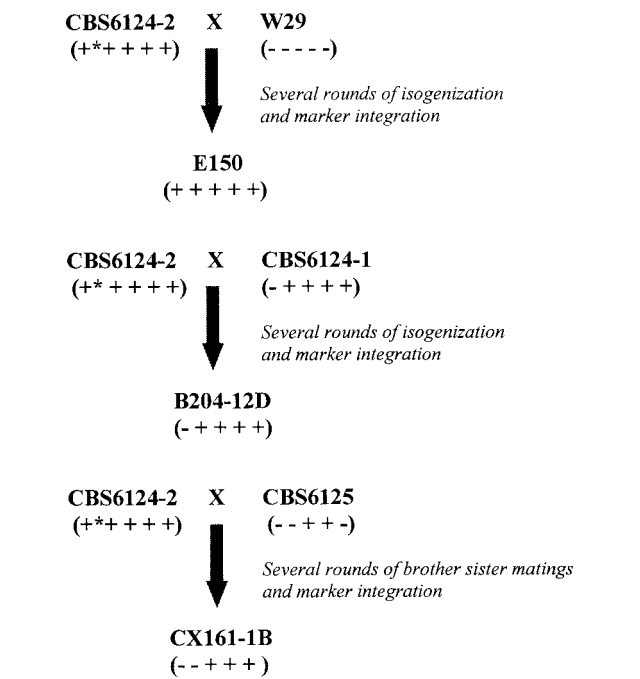 CBS6124-2 X W29
(+*+ + + +) (- - - - -)
Several rounds of isogenization
and marker integration
E150
(+ + + + +)
CBS6124-2 X CBS6124-1
(+* + + + +) (- + + + +)
Several rounds of isogenization
and marker integration
B204-12D
(- + + + +)
CBS6124-2 X CBS6125
(+*+ + + +) (- - + + -)
Several rounds of brother sister matings
and marker integration
CX161-1B
(- - + + + )